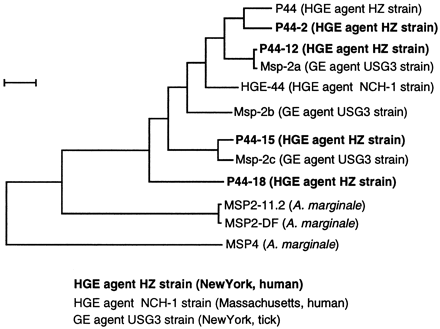 P44 (HGE agent HZ strain)
P44-2 (HGE agent HZ strain)
P44-12 (HGE agent HZ strain)
Msp-2a (GE agent USG3 strain)
HGE-44 (HGE agent NCH-1 strain)
Msp-2b (GE agent USG3 strain)
P44-15 (HGE agent HZ strain)
Msp-2c (GE agent USG3 strain)
P44-18 (HGE agent HZ strain)
MSP2-11.2 (A. marginale)
MSP2-DF (A. marginale)
MSP4 (A. marginale)
HGE agent HZ strain (NewYork, human)
HGE agent NCH-1 strain (Massachusetts, human)
GE agent USG3 strain (NewYork, tick)